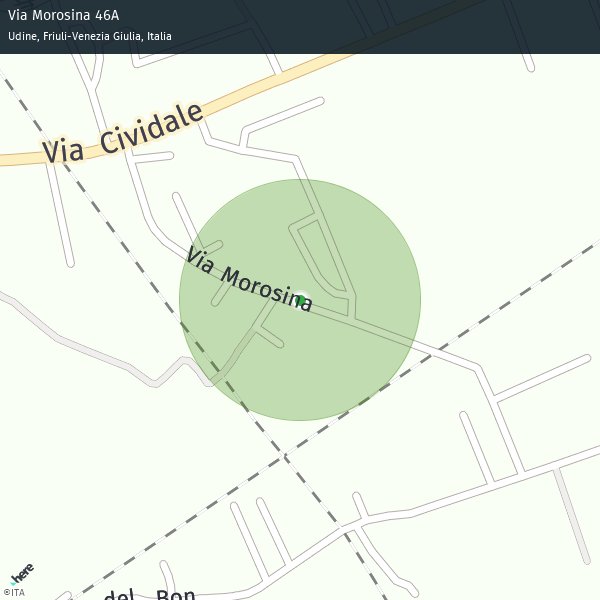 Via Morosina 46A
Udine, Friuli-Venezia Giulia, Italia
Via Cividale
Via Morosina
del Bon
here
©ITA